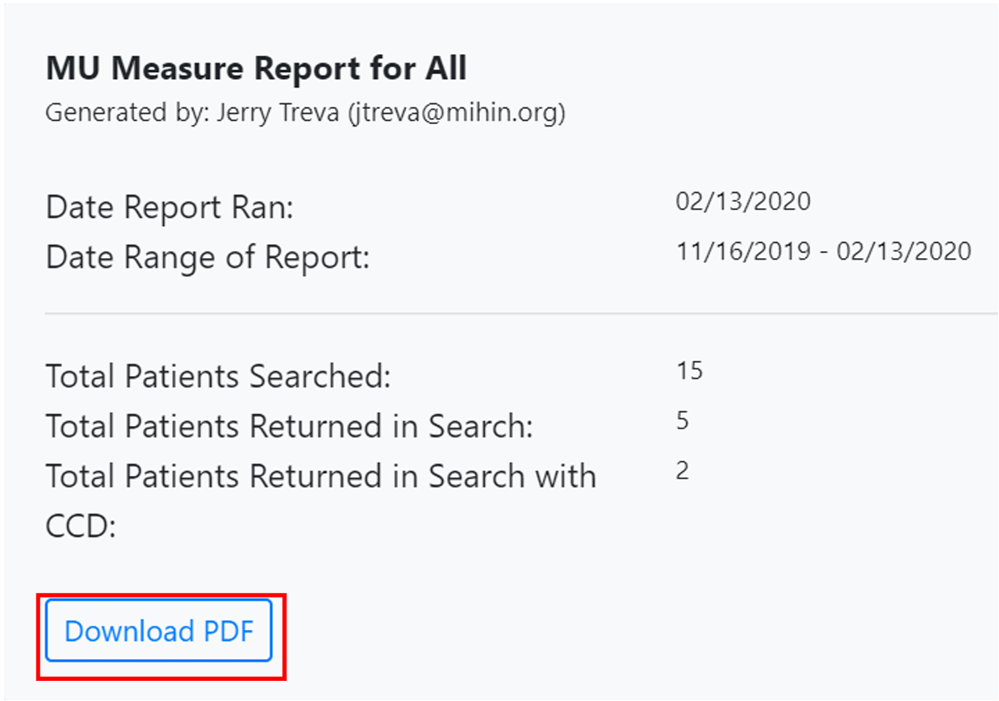 MU Measure Report for All
Generated by: Jerry Treva (jtreva@mihin.org)
Date Report Ran: 02/13/2020
Date Range of Report: 11/16/2019 - 02/13/2020
Total Patients Searched: 15
Total Patients Returned in Search: 5
Total Patients Returned in Search with 2
CCD:
Download PDF